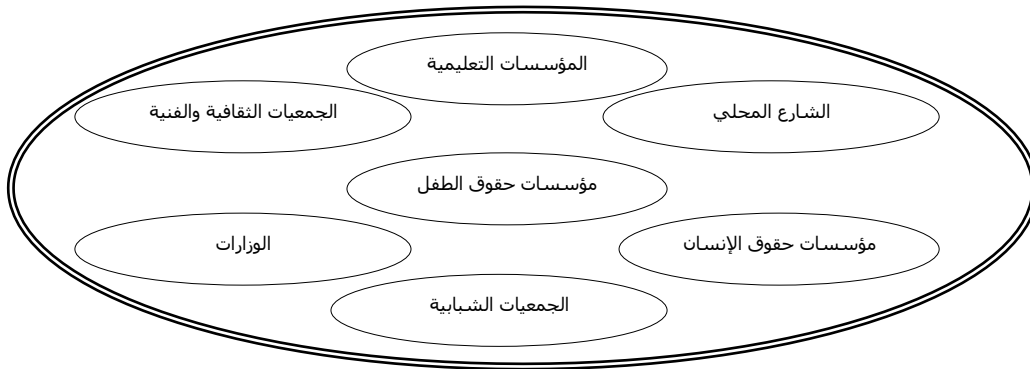 المؤسسات التعليمية
الشارع المحلي
الجمعيات الثقافية والفنية
مؤسسات حقوق الطفل
مؤسسات حقوق الإنسان
الوزارات
الجمعيات الشبابية